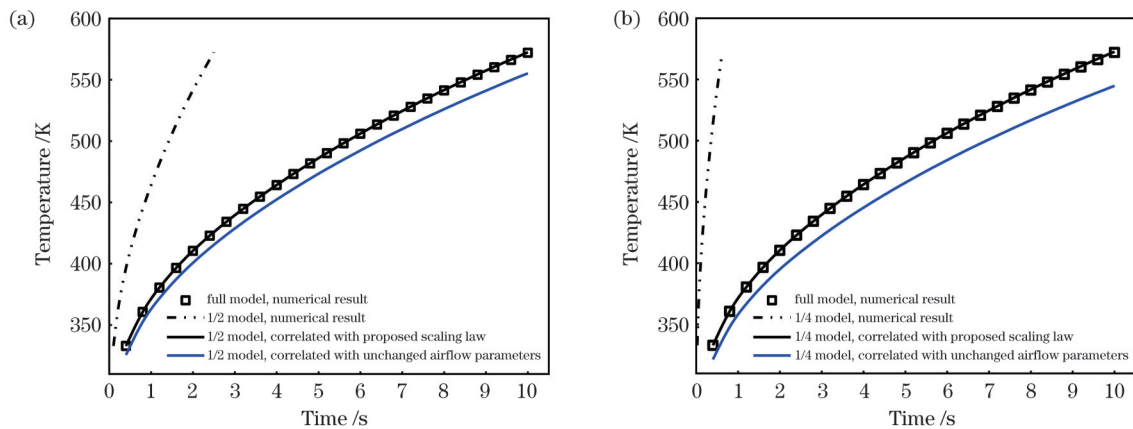 (a)
600
550
500
450
400
350
Temperature /K
full model, numerical result
1/2 model, numerical result
1/2 model, correlated with proposed scaling law
1/2 model, correlated with unchanged airflow parameters
0 1 2 3 4 5 6 7 8 9 10
Time /s
(b)
600
550
500
450
400
350
Temperature /K
full model, numerical result
1/4 model, numerical result
1/4 model, correlated with proposed scaling law
1/4 model, correlated with unchanged airflow parameters
0 1 2 3 4 5 6 7 8 9 10
Time /s